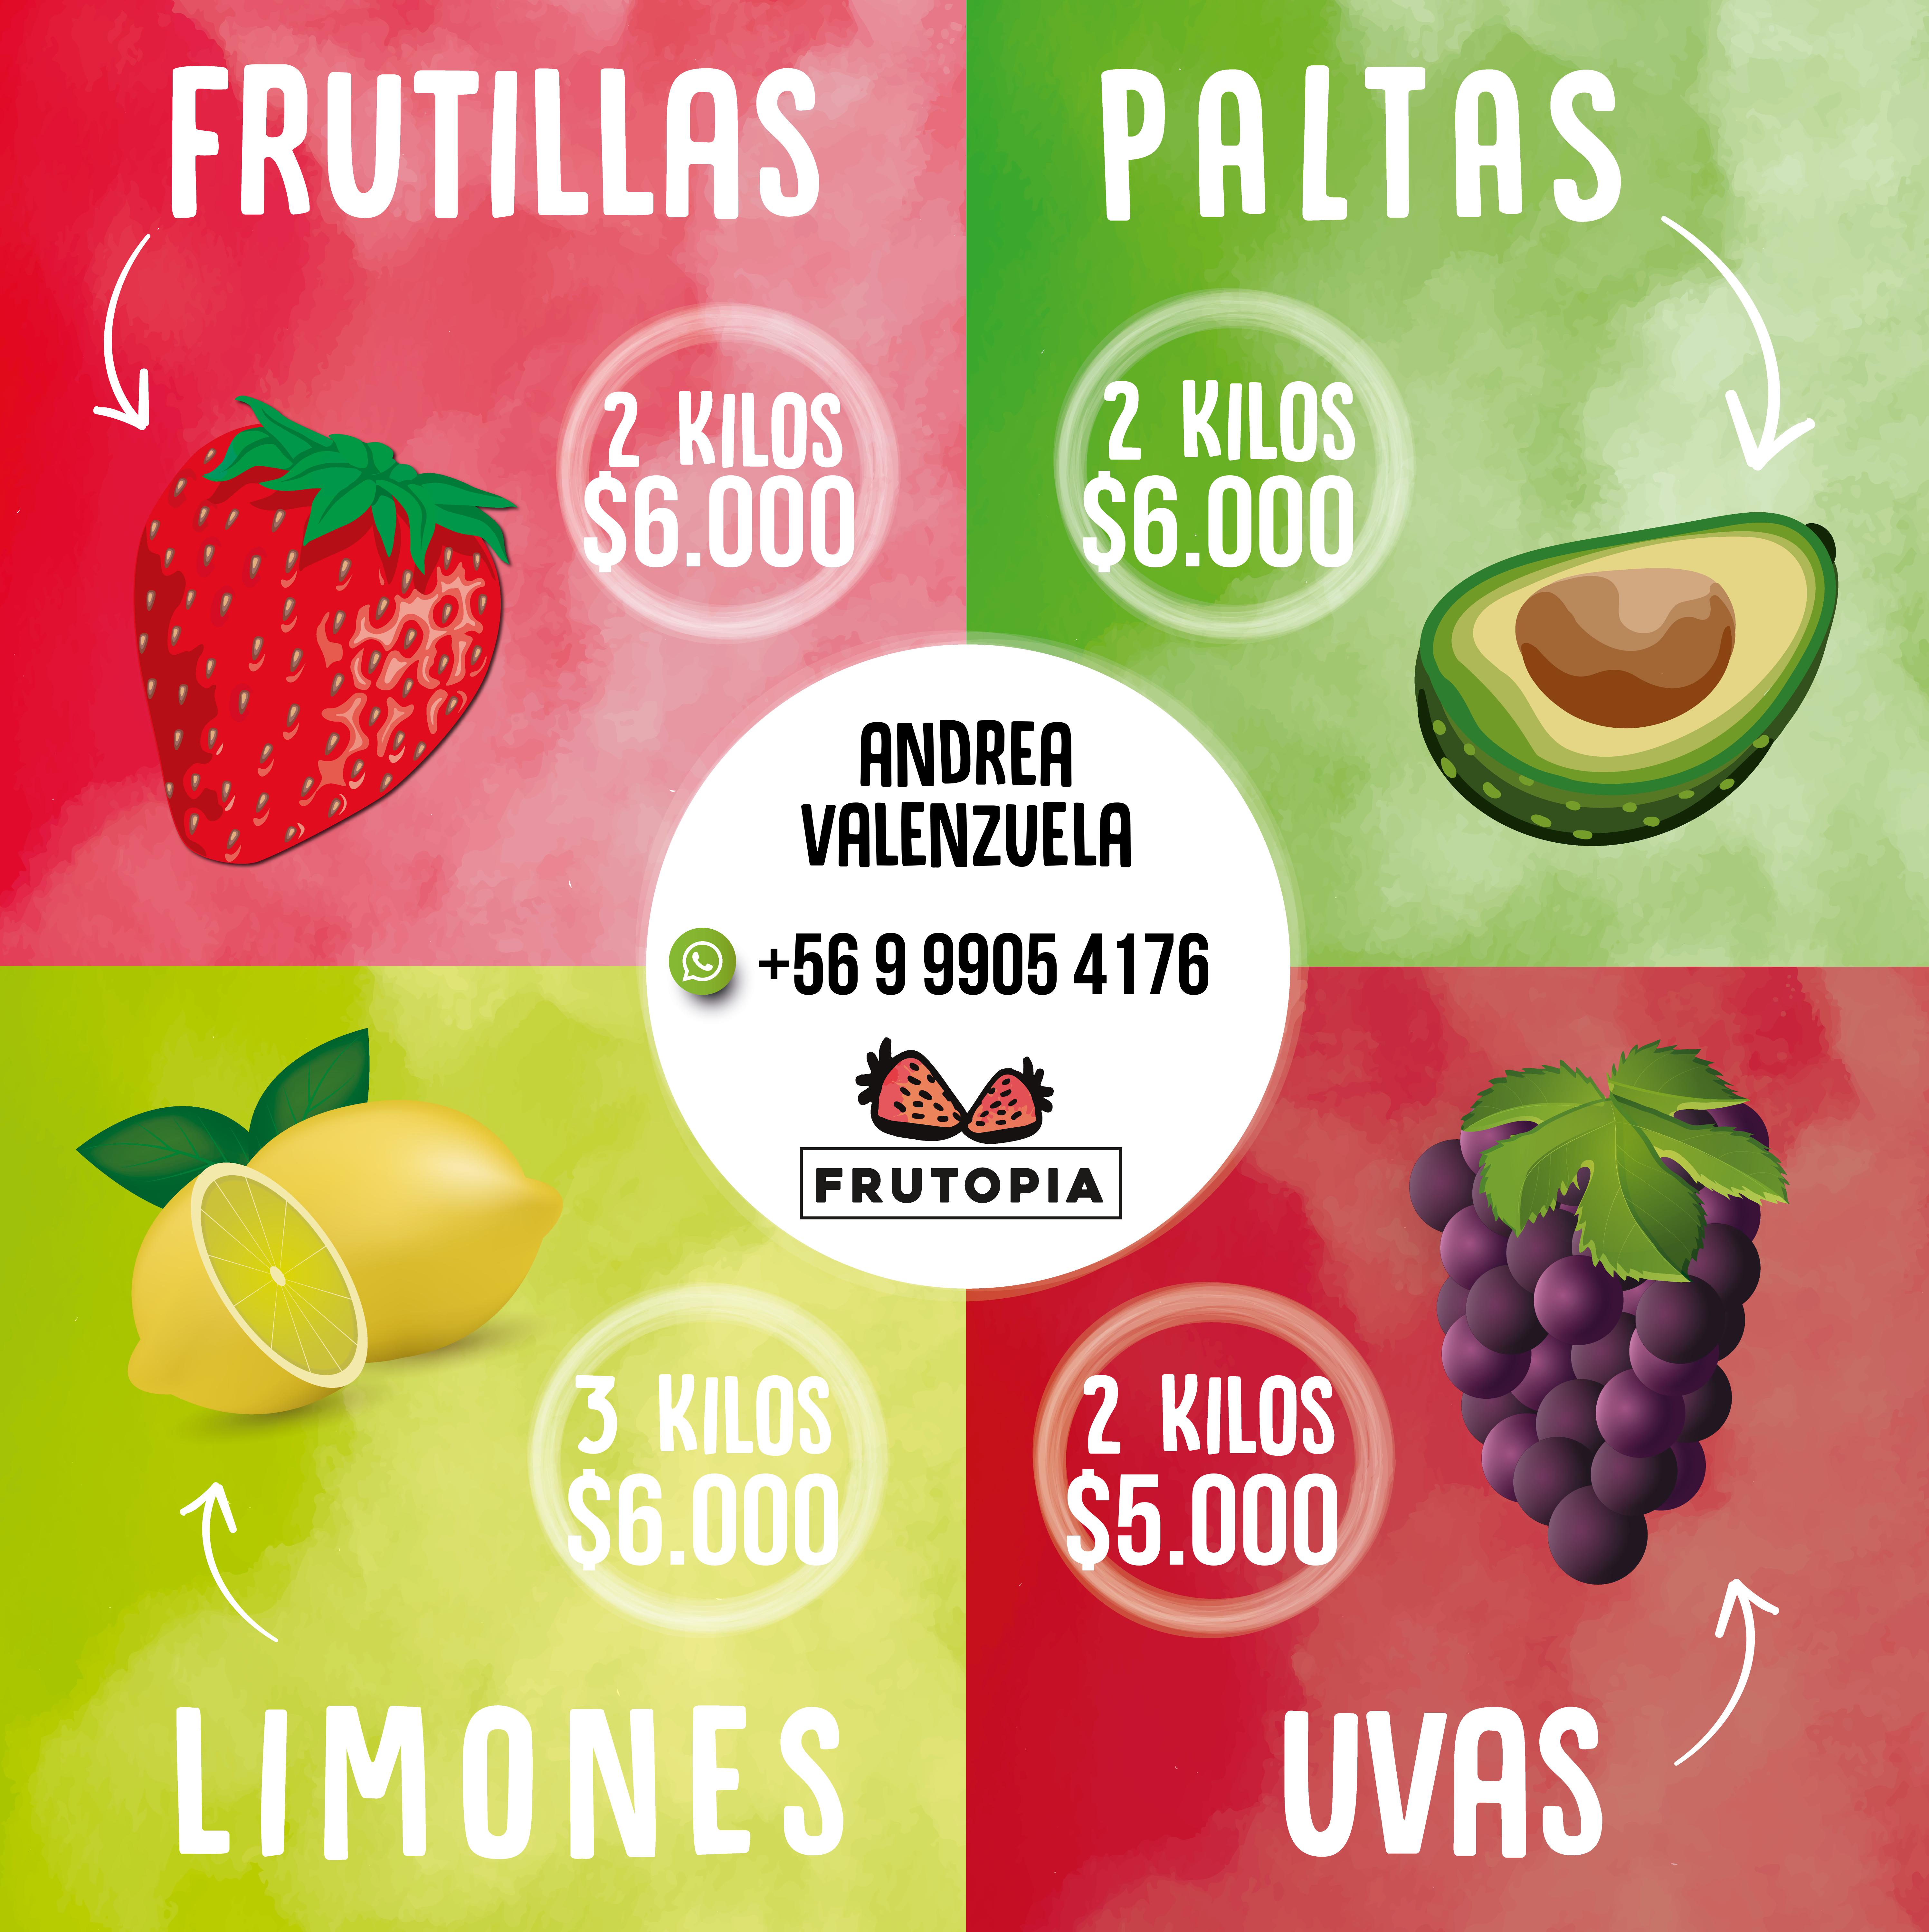 FRUTILLAS
2 KILOS
$6.000
PALTAS
2 KILOS
$6.000
ANDREA
VALENZUELA
+56 9 9905 4176
FRUTOPIA
3 KILOS
$6.000
LIMONES
2 KILOS
$5.000
UVAS